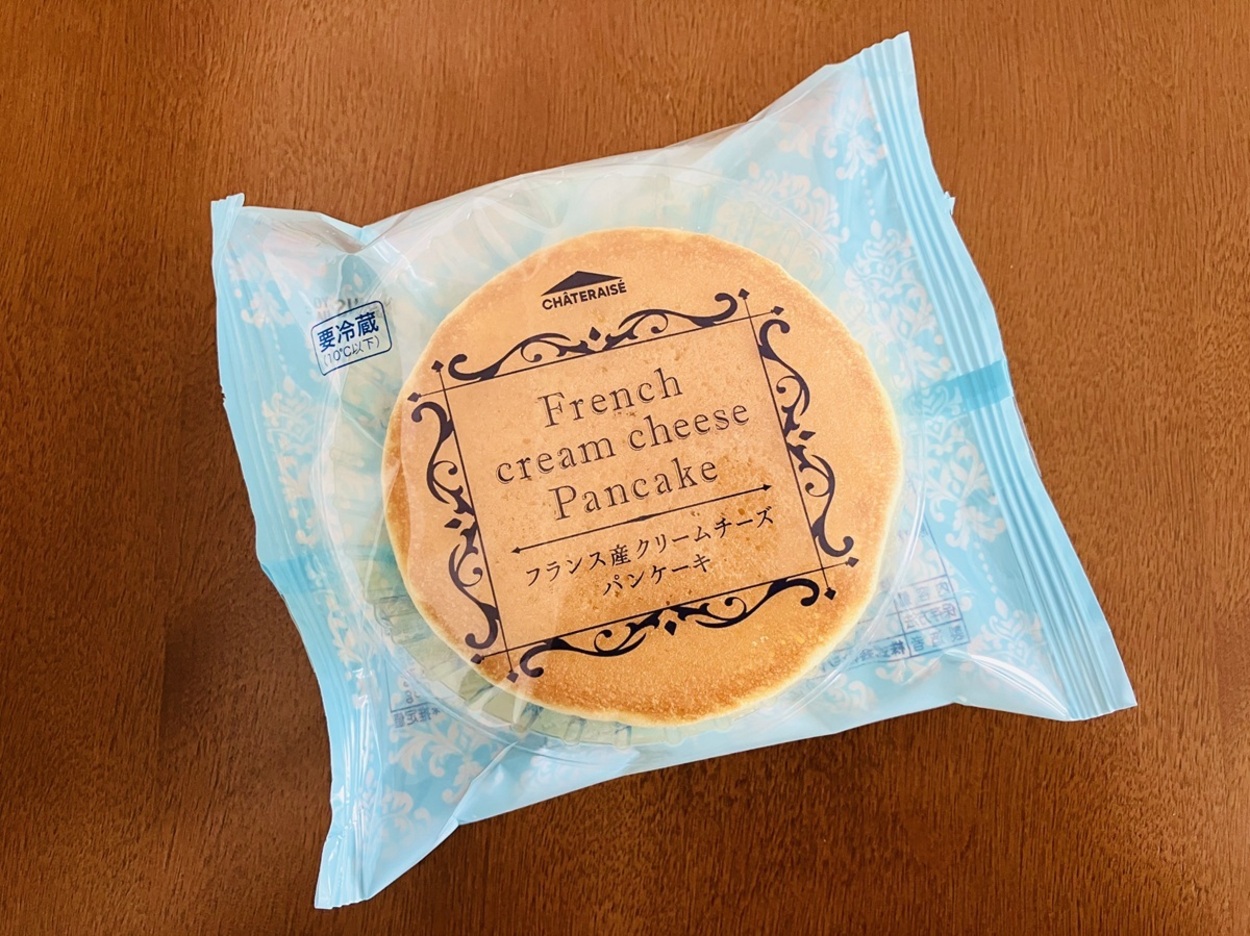 CHÂTERAISÉ
要冷蔵
(10℃以下)
French
cream cheese
Pancake
フランス産クリームチーズ
パンケーキ